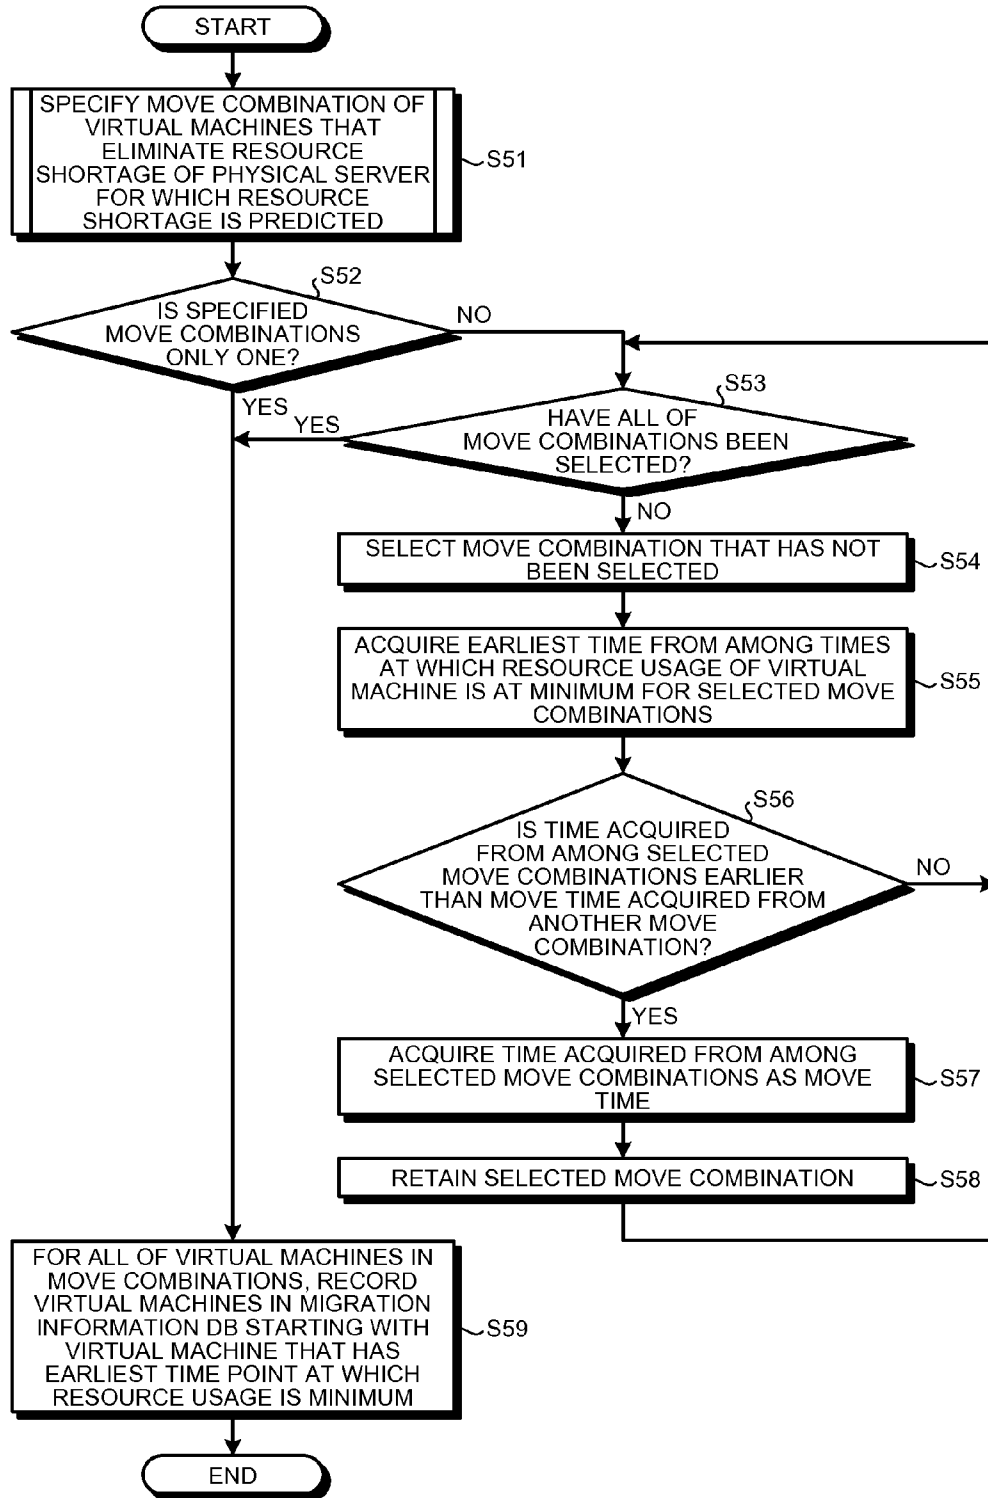 START
SPECIFY MOVE COMBINATION OF
VIRTUAL MACHINES THAT
ELIMINATE RESOURCE
SHORTAGE OF PHYSICAL SERVER
FOR WHICH RESOURCE
SHORTAGE IS PREDICTED
S51
S52
IS SPECIFIED
MOVE COMBINATIONS
ONLY ONE?
NO
YES
S53
HAVE ALL OF
MOVE COMBINATIONS BEEN
SELECTED?
YES
NO
SELECT MOVE COMBINATION THAT HAS NOT
BEEN SELECTED
S54
ACQUIRE EARLIEST TIME FROM AMONG TIMES
AT WHICH RESOURCE USAGE OF VIRTUAL
MACHINE IS AT MINIMUM FOR SELECTED MOVE
COMBINATIONS
S55
S56
IS TIME ACQUIRED
FROM AMONG SELECTED
MOVE COMBINATIONS EARLIER
THAN MOVE TIME ACQUIRED FROM
ANOTHER MOVE
COMBINATION?
NO
YES
ACQUIRE TIME ACQUIRED FROM AMONG
SELECTED MOVE COMBINATIONS AS MOVE
TIME
S57
RETAIN SELECTED MOVE COMBINATION
S58
FOR ALL OF VIRTUAL MACHINES IN
MOVE COMBINATIONS, RECORD
VIRTUAL MACHINES IN MIGRATION
INFORMATION DB STARTING WITH
VIRTUAL MACHINE THAT HAS
EARLIEST TIME POINT AT WHICH
RESOURCE USAGE IS MINIMUM
S59
END